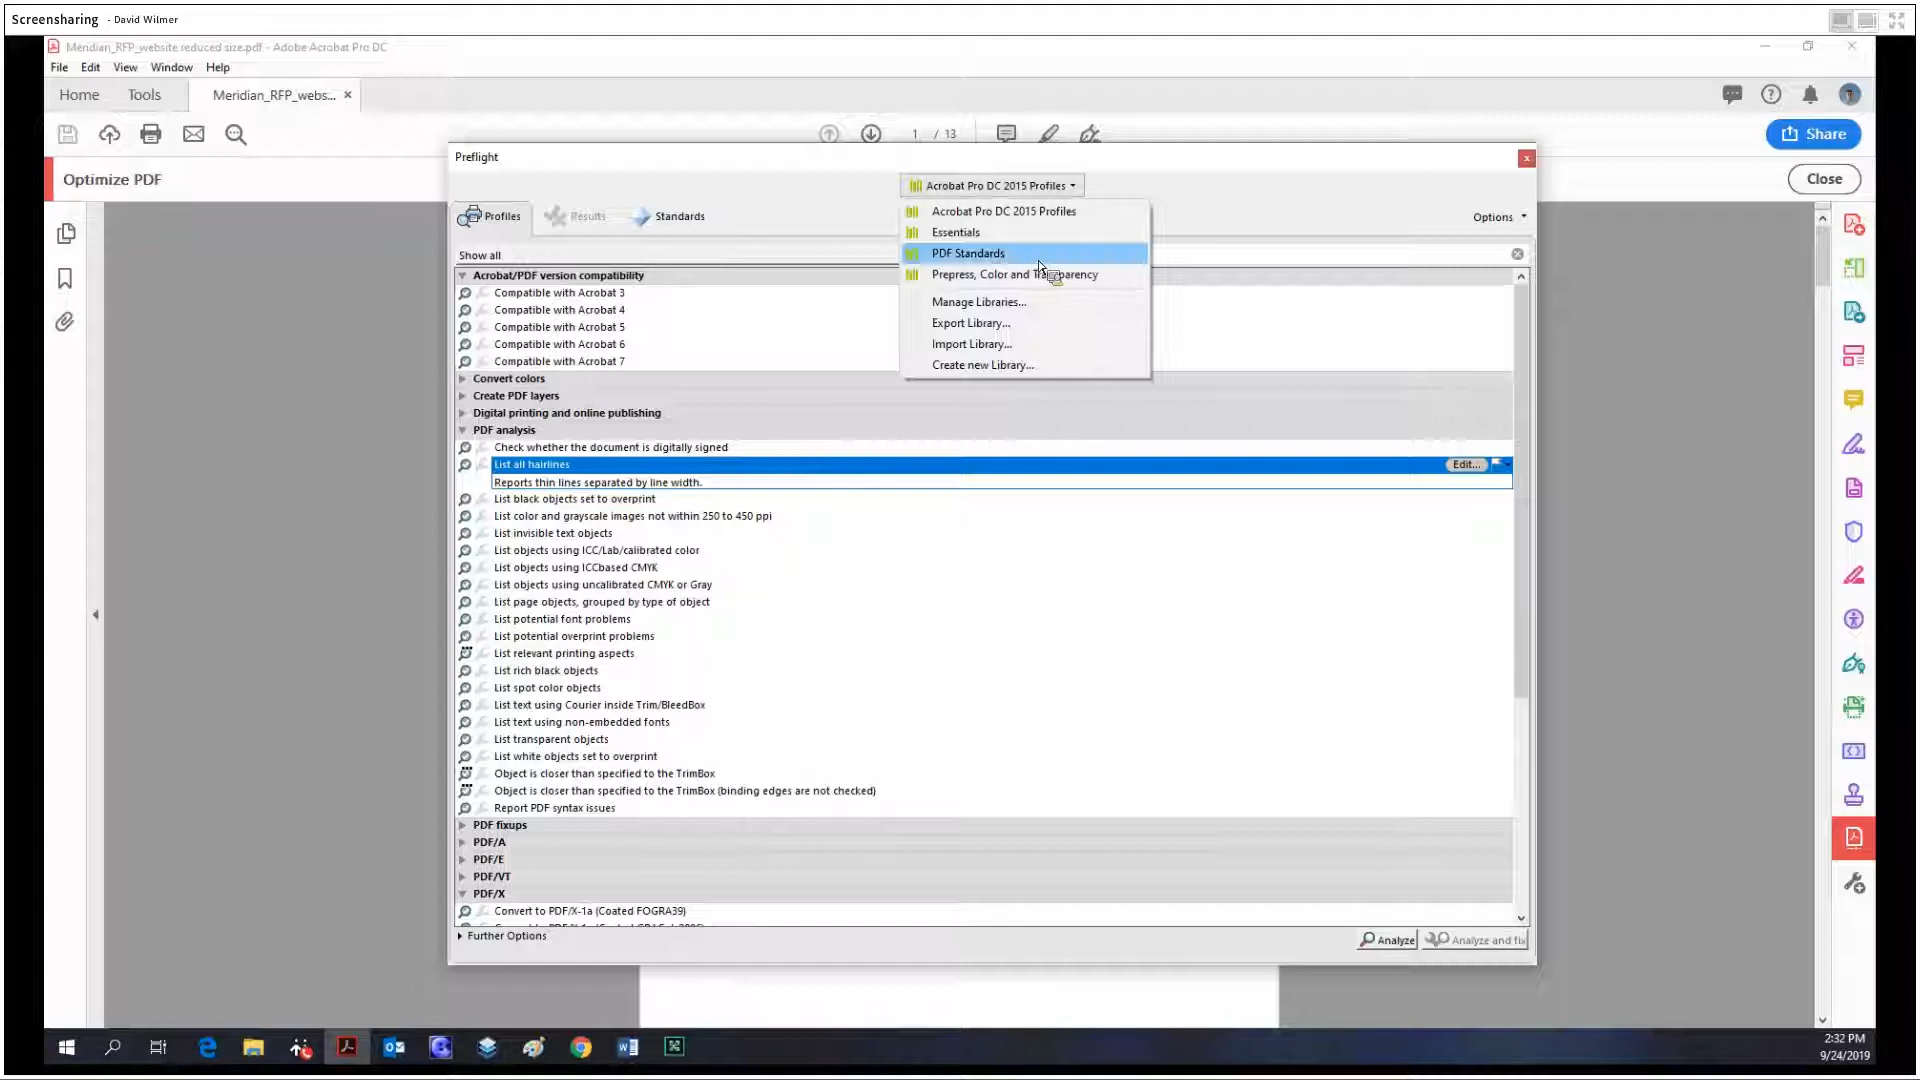 Screensharing - David Wilmer
Meridian_RFP_website reduced size.pdf - Adobe Acrobat Pro DC
File Edit View Window Help
Home Tools Meridian_RFP_webs... ×
1 / 13
Share
Preflight
Optimize PDF
Close
Acrobat Pro DC 2015 Profiles
Profiles Results Standards
Options
Acrobat Pro DC 2015 Profiles
Essentials
PDF Standards
Prepress, Color and Transparency
Manage Libraries...
Export Library...
Import Library...
Create new Library...
Show all
Acrobat/PDF version compatibility
Compatible with Acrobat 3
Compatible with Acrobat 4
Compatible with Acrobat 5
Compatible with Acrobat 6
Compatible with Acrobat 7
Convert colors
Create PDF layers
Digital printing and online publishing
PDF analysis
Check whether the document is digitally signed
List all hairlines Edit...
Reports thin lines separated by line width.
List black objects set to overprint
List color and grayscale images not within 250 to 450 ppi
List invisible text objects
List objects using ICC/Lab/calibrated color
List objects using ICCbased CMYK
List objects using uncalibrated CMYK or Gray
List page objects, grouped by type of object
List potential font problems
List potential overprint problems
List relevant printing aspects
List rich black objects
List spot color objects
List text using Courier inside Trim/BleedBox
List text using non-embedded fonts
List transparent objects
List white objects set to overprint
Object is closer than specified to the TrimBox
Object is closer than specified to the TrimBox (binding edges are not checked)
Report PDF syntax issues
PDF fixups
PDF/A
PDF/E
PDF/VT
PDF/X
Convert to PDF/X-1a (Coated FOGRA39)
Further Options
Analyze Analyze and fix
2:32 PM
9/24/2019